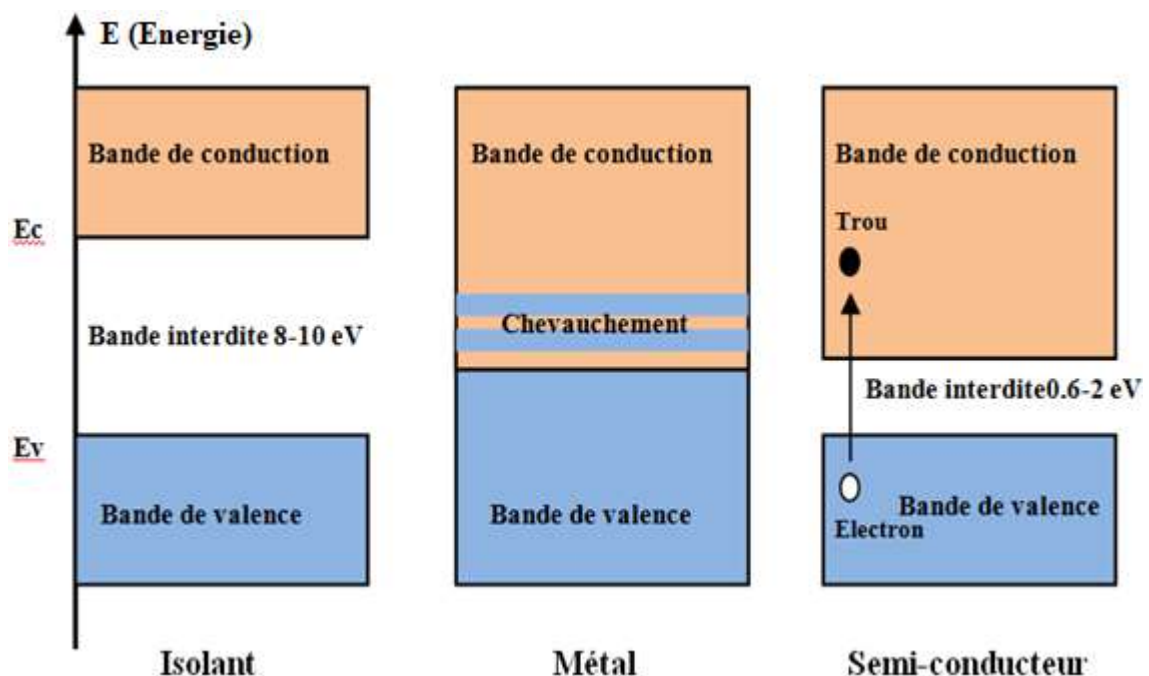 E (Energie)
Bande de conduction
Bande de conduction
Bande de conduction
Ec
Trou
Chevauchement
Bande interdite 8-10 eV
Bande interdite0.6-2 eV
Ev
Bande de valence
Bande de valence
Bande de valence
Electron
Isolant
Métal
Semi-conducteur